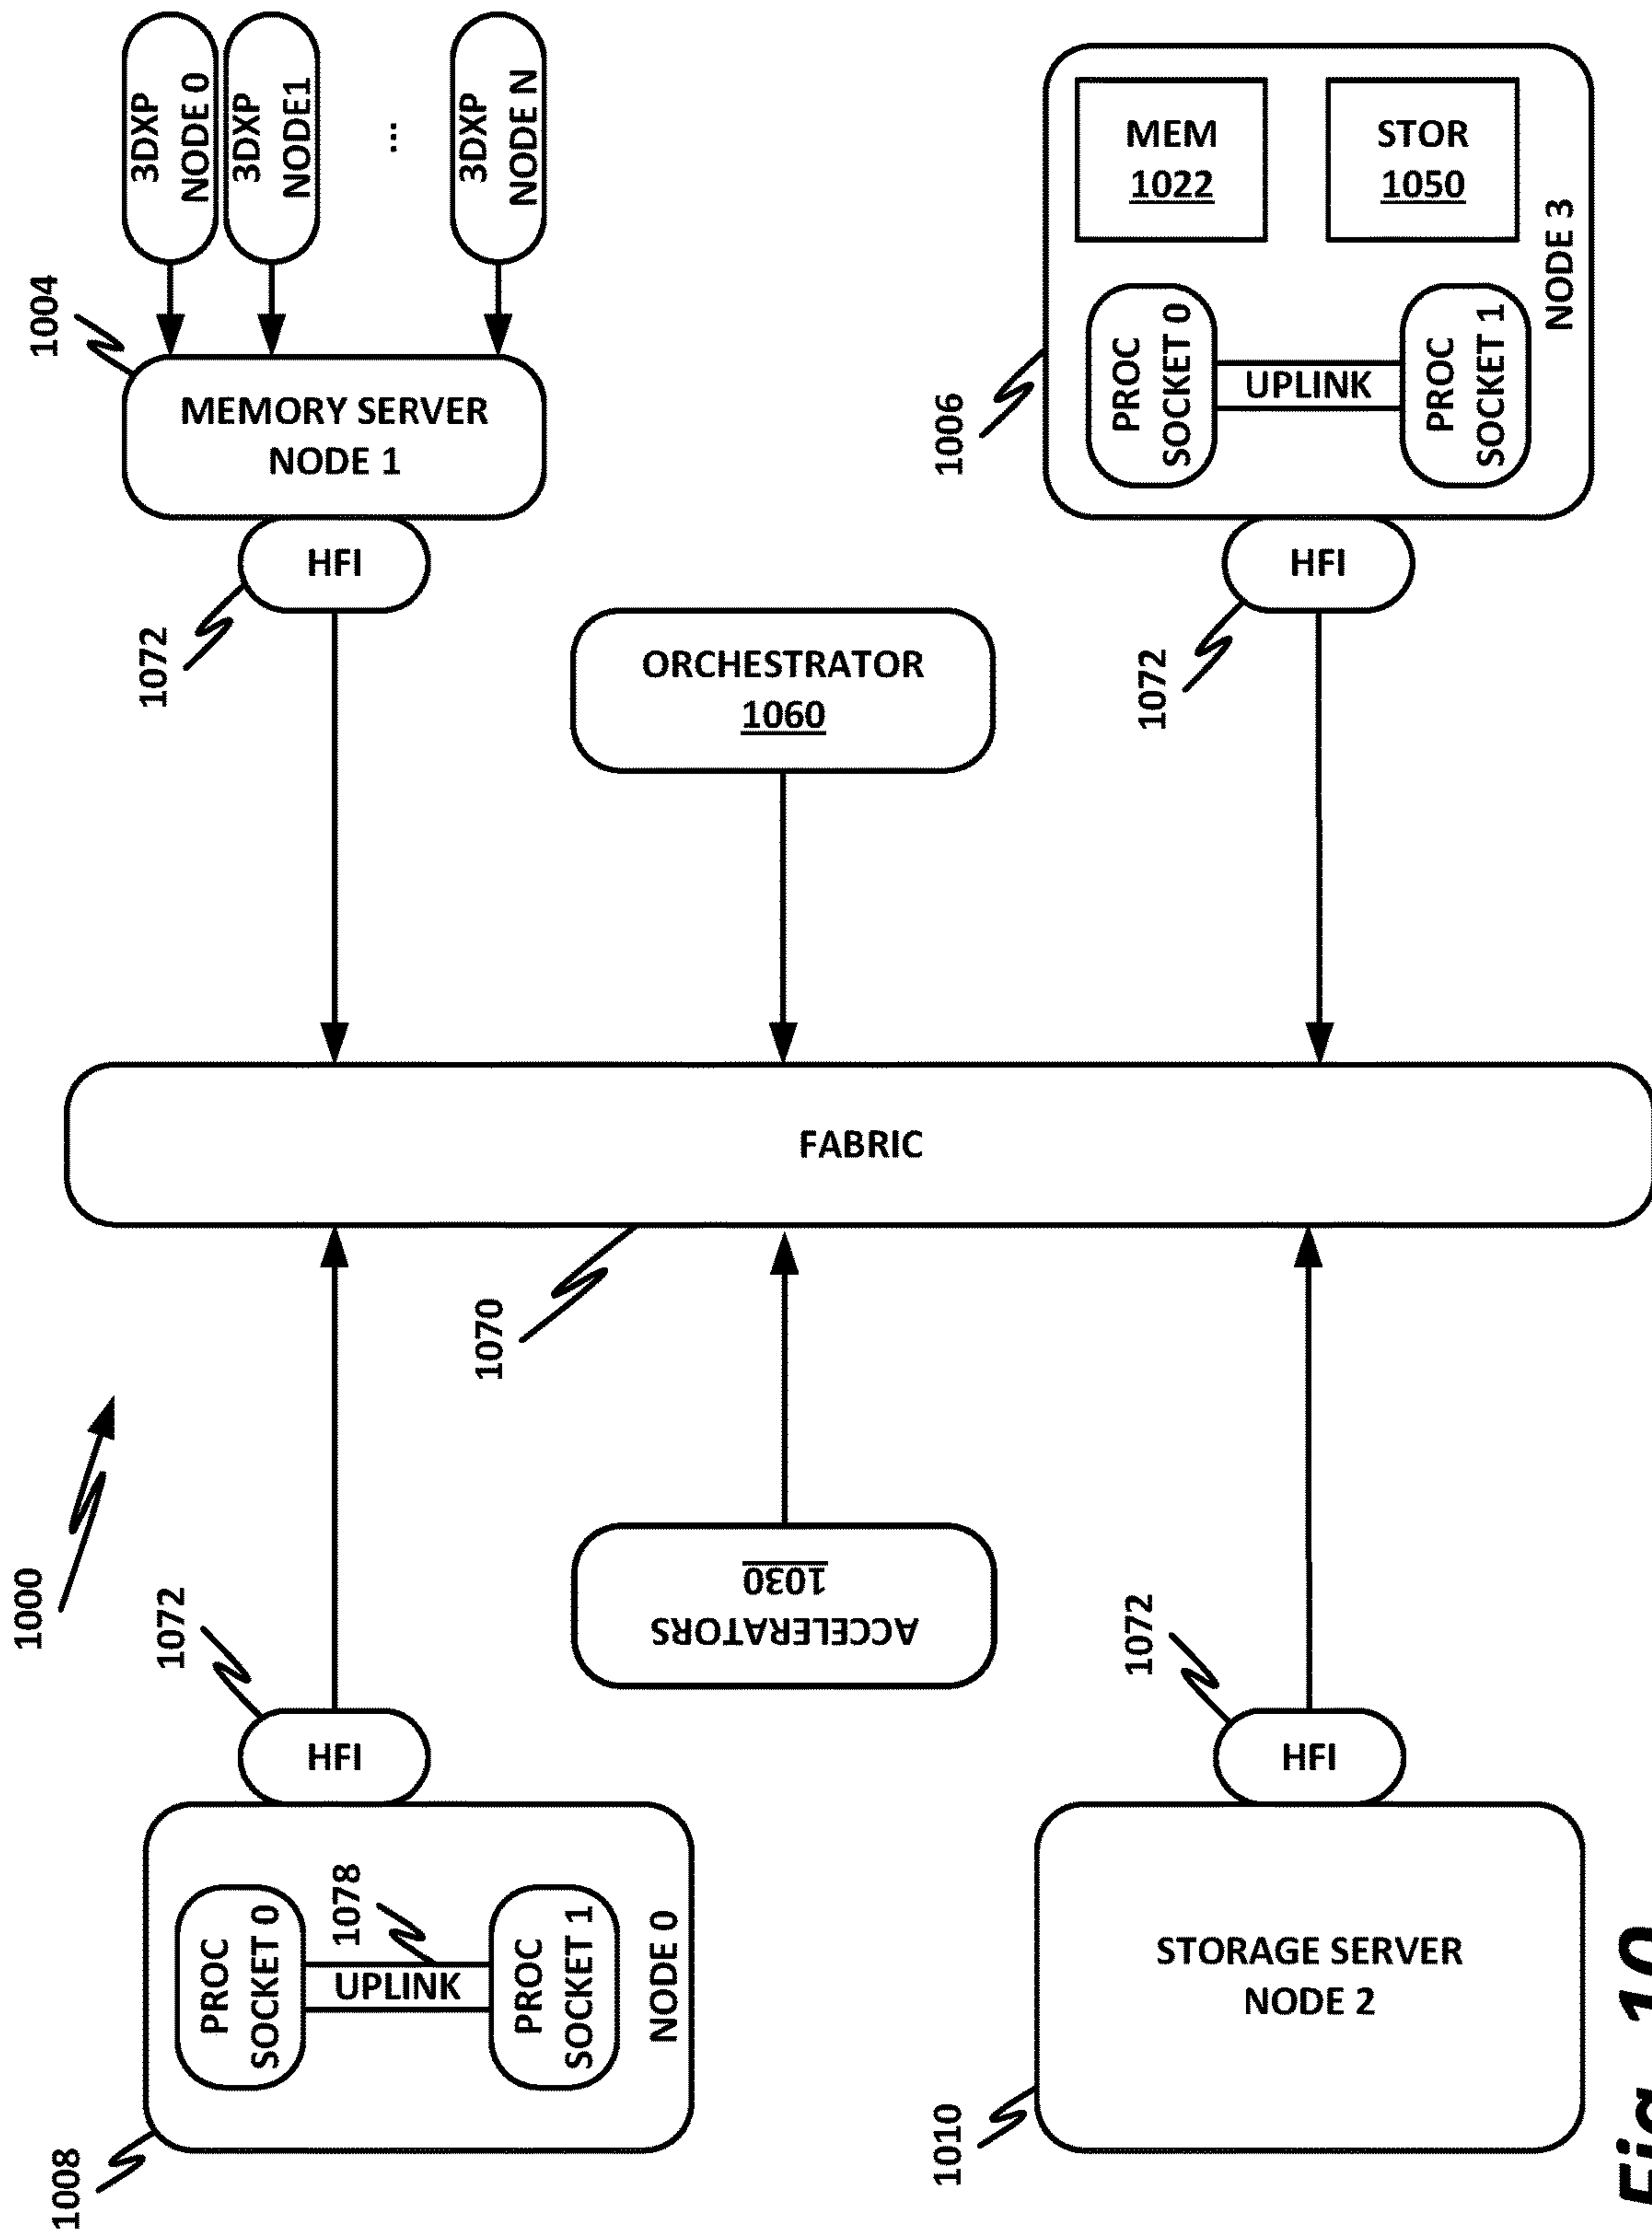 3DXP
NODE 0
3DXP
NODE1
...
3DXP
NODE N
1004
MEMORY SERVER
NODE 1
HFI
1072
MEM
1022
STOR
1050
NODE 3
PROC
SOCKET 0
UPLINK
PROC
SOCKET 1
1006
HFI
1072
ORCHESTRATOR
1060
FABRIC
1070
1000
ACCELERATORS
1030
1072
HFI
PROC
SOCKET 0
1078
UPLINK
PROC
SOCKET 1
NODE 0
1008
1072
HFI
STORAGE SERVER
NODE 2
1010
Fig. 10